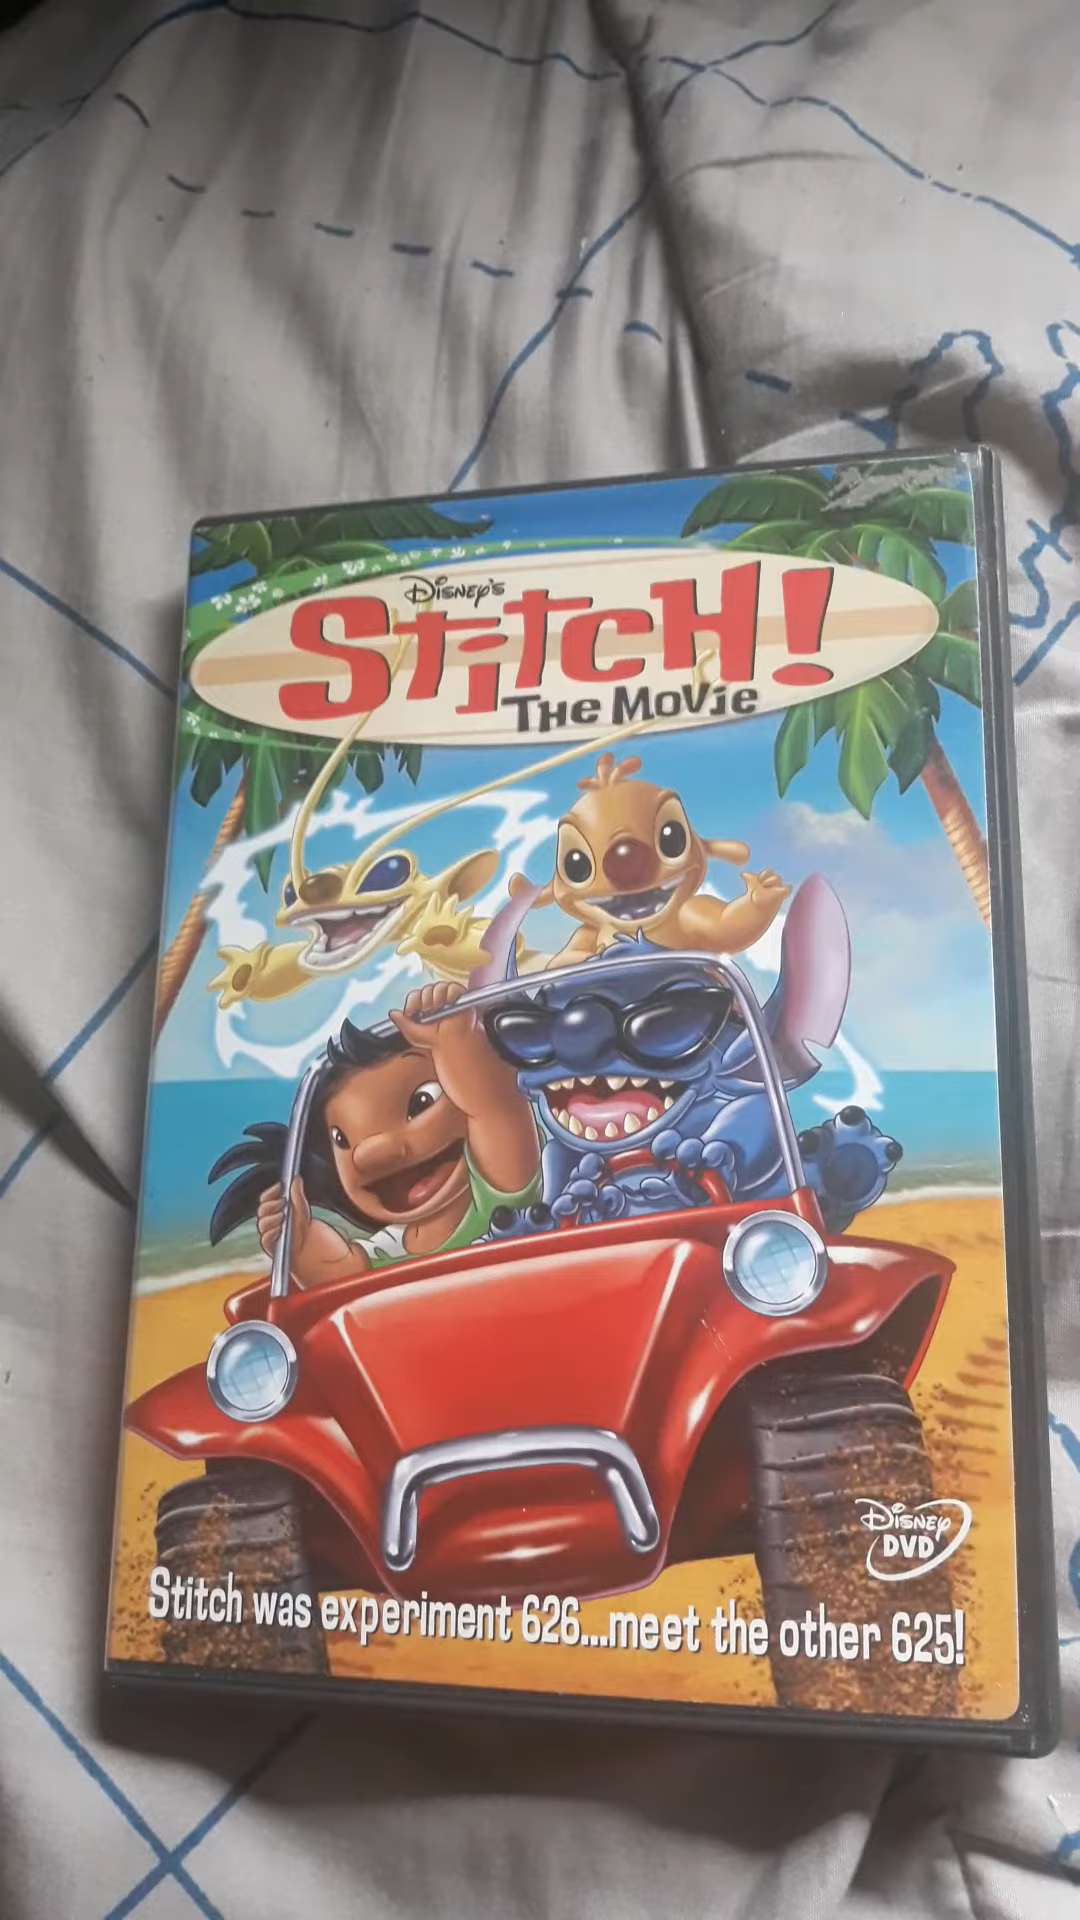 Disney's
Stitch!
The Movie
Disney
DVD
Stitch was experiment 626...meet the other 625!